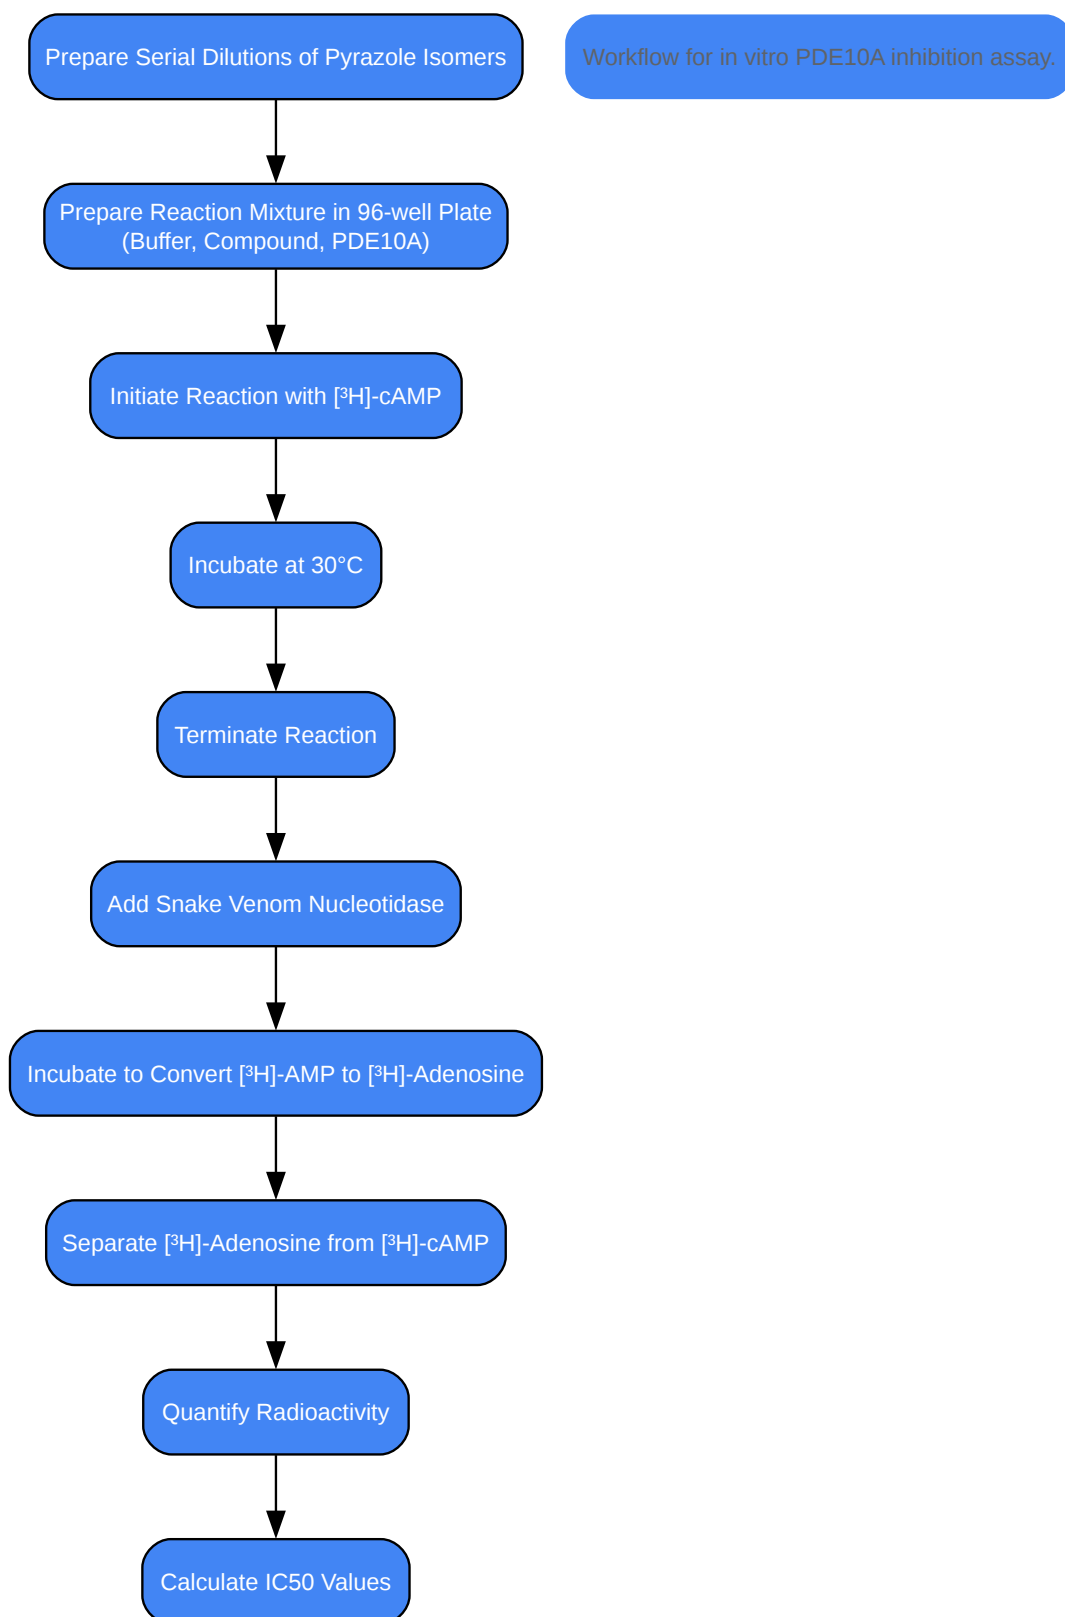 Prepare Serial Dilutions of Pyrazole Isomers
Workflow for in vitro PDE10A inhibition assay.
Prepare Reaction Mixture in 96-well Plate
(Buffer, Compound, PDE10A)
Initiate Reaction with [³H]-cAMP
Incubate at 30°C
Terminate Reaction
Add Snake Venom Nucleotidase
Incubate to Convert [³H]-AMP to [³H]-Adenosine
Separate [³H]-Adenosine from [³H]-cAMP
Quantify Radioactivity
Calculate IC50 Values